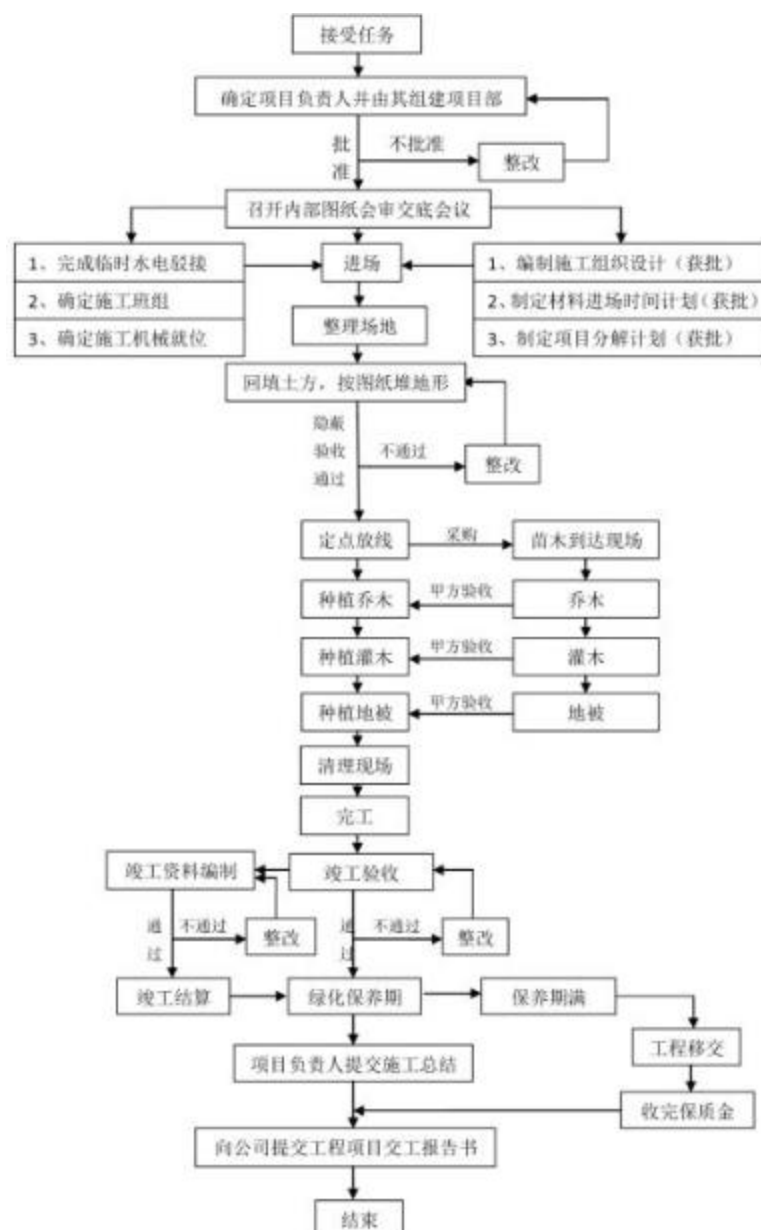 接受任务
确定项目负责人并由其组建项目部
批
准
不批准
整改
召开内部图纸会审交底会议
1、完成临时水电驳接
2、确定施工班组
3、确定施工机械就位
进场
1、编制施工组织设计（获批）
2、制定材料进场时间计划（获批）
3、制定项目分解计划（获批）
整理场地
回填土方，按图纸堆地形
隐蔽
验收
通过
不通过
整改
定点放线
采购
苗木到达现场
种植乔木
甲方验收
乔木
种植灌木
甲方验收
灌木
种植地被
甲方验收
地被
清理现场
完工
竣工资料编制
竣工验收
通
过
不通过
整改
通
过
不通过
整改
竣工结算
绿化保养期
保养期满
工程移交
项目负责人提交施工总结
收完保质金
向公司提交工程项目交工报告书
结束